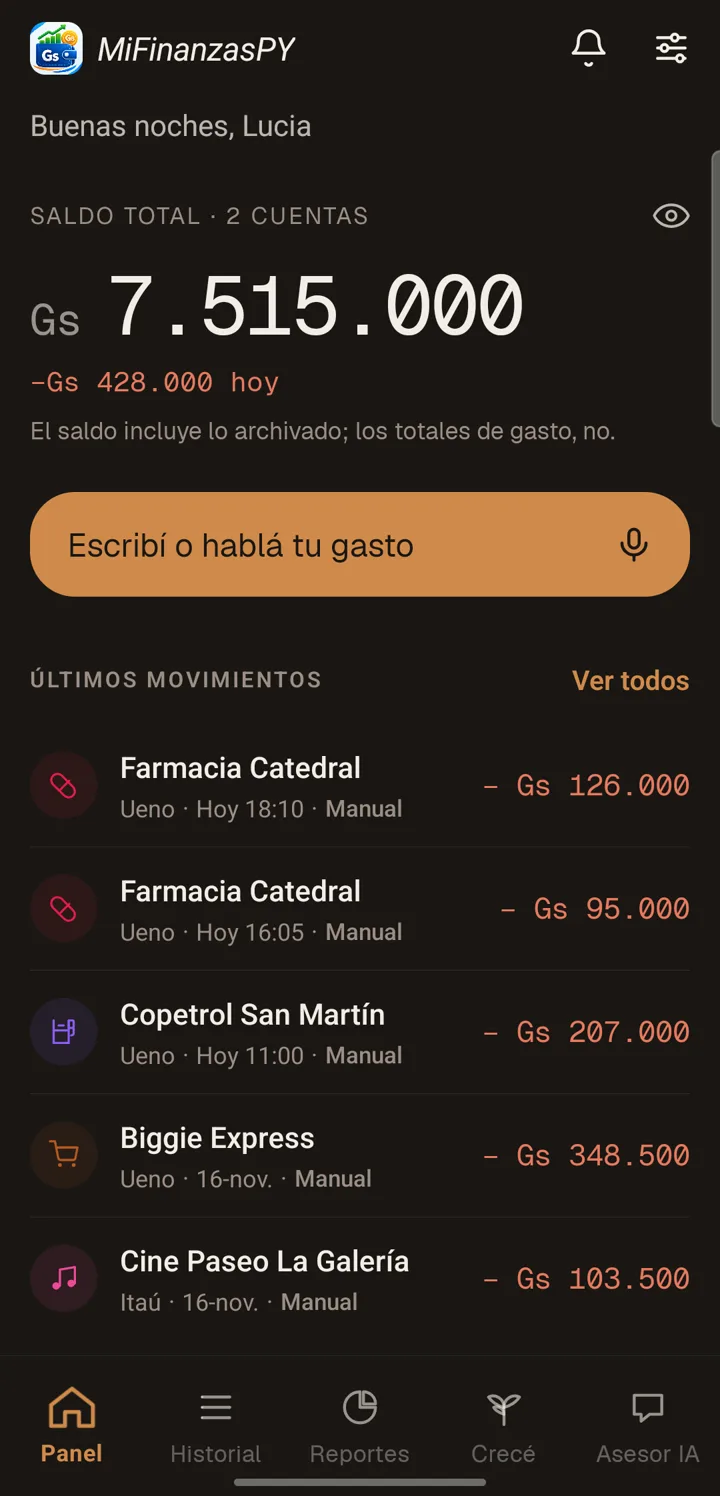 Gs
MiFinanzasPY
Buenas noches, Lucia
SALDO TOTAL · 2 CUENTAS
Gs 7.515.000
−Gs 428.000 hoy
El saldo incluye lo archivado; los totales de gasto, no.
Escribí o hablá tu gasto
ÚLTIMOS MOVIMIENTOS Ver todos
Farmacia Catedral
Ueno · Hoy 18:10 · Manual
− Gs 126.000
Farmacia Catedral
Ueno · Hoy 16:05 · Manual
− Gs 95.000
Copetrol San Martín
Ueno · Hoy 11:00 · Manual
− Gs 207.000
Biggie Express
Ueno · 16-nov. · Manual
− Gs 348.500
Cine Paseo La Galería
Itaú · 16-nov. · Manual
− Gs 103.500
Panel Historial Reportes Crecé Asesor IA